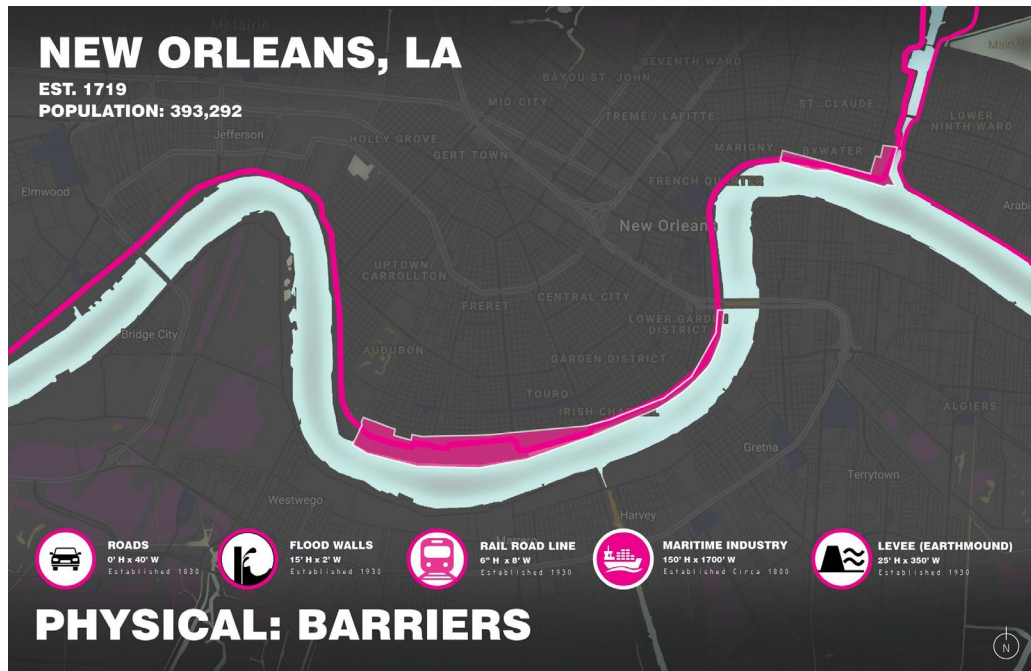 Metairie
NEW ORLEANS, LA
EST. 1719
POPULATION: 393,292
Jefferson
Elmwood
HOLLY GROVE
GERT TOWN
MID-CITY
BAYOU ST. JOHN
SEVENTH WARD
TREME / LAFITTE
ST. CLAUDE
LOWER
NINTH WARD
MARIGNY
BYWATER
FRENCH QUARTER
New Orleans
UPTOWN/
CARROLLTON
FRERET
CENTRAL CITY
LOWER GARDEN
DISTRICT
Bridge City
AUDUBON
GARDEN DISTRICT
TOURO
IRISH
ALGIERS
Gretna
Terrytown
Westwego
Harvey
ROADS
0' H x 40' W
Established 1830
FLOOD WALLS
15' H x 2' W
Established 1930
RAIL ROAD LINE
6" H x 8' W
Established 1930
MARITIME INDUSTRY
150' H x 1700' W
Established Circa 1800
LEVEE (EARTHMOUND)
25' H x 350' W
Established 1930
PHYSICAL: BARRIERS
N